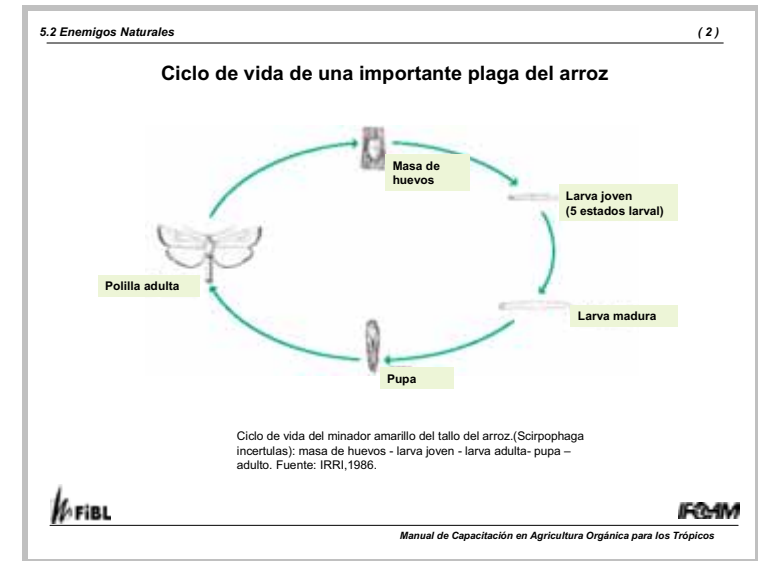 5.2 Enemigos Naturales ( 2 )
Ciclo de vida de una importante plaga del arroz
Masa de
huevos
Larva joven
(5 estados larval)
Polilla adulta
Larva madura
Pupa
Ciclo de vida del minador amarillo del tallo del arroz.(Scirpophaga
incertulas): masa de huevos - larva joven - larva adulta- pupa –
adulto. Fuente: IRRI,1986.
FiBL
IFOAM
Manual de Capacitación en Agricultura Orgánica para los Trópicos